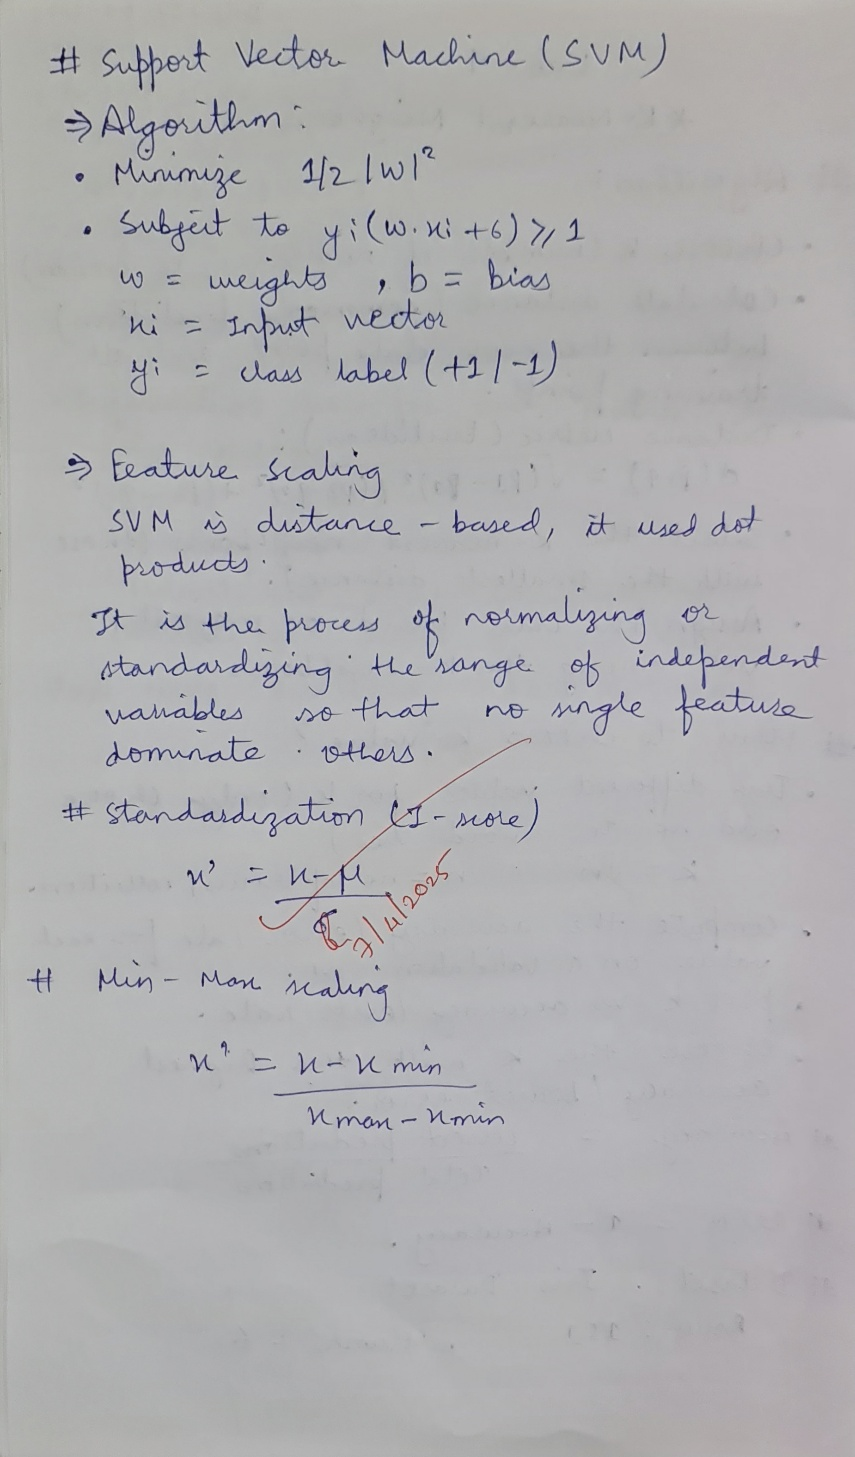 # Support Vector Machine (SVM)
⇒ Algorithm:
• Minimize 1/2 |w|²
• Subject to yi(w.xi+b) ≥ 1
w = weights , b = bias
xi = Input vector
yi = class label (+1/-1)
⇒ Feature scaling
SVM is distance - based, it used dot
products.
It is the process of normalizing or
standardizing the range of independent
variables so that no single feature
dominate others.
# Standardization (Z-score)
x' = x-μ
σ
7/4/2025
# Min - Max scaling
x' = x-x min
x max - x min